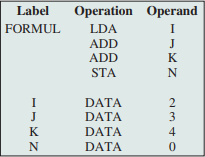 Label Operation Operand
FORMUL LDA I
ADD J
ADD K
STA N
I DATA 2
J DATA 3
K DATA 4
N DATA 0